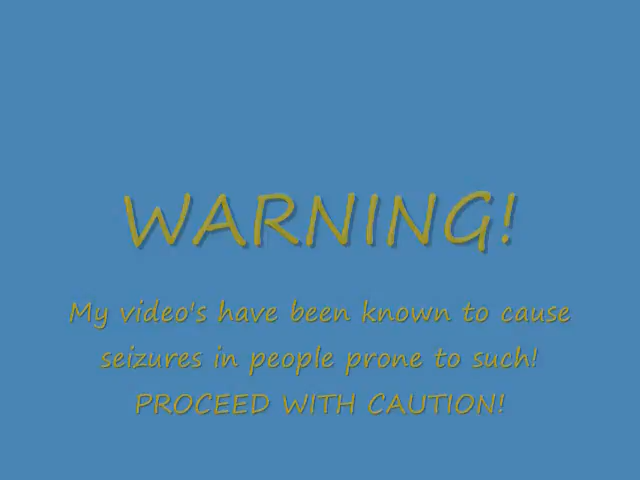 WARNING!
My video's have been known to cause
seizures in people prone to such!
PROCEED WITH CAUTION!